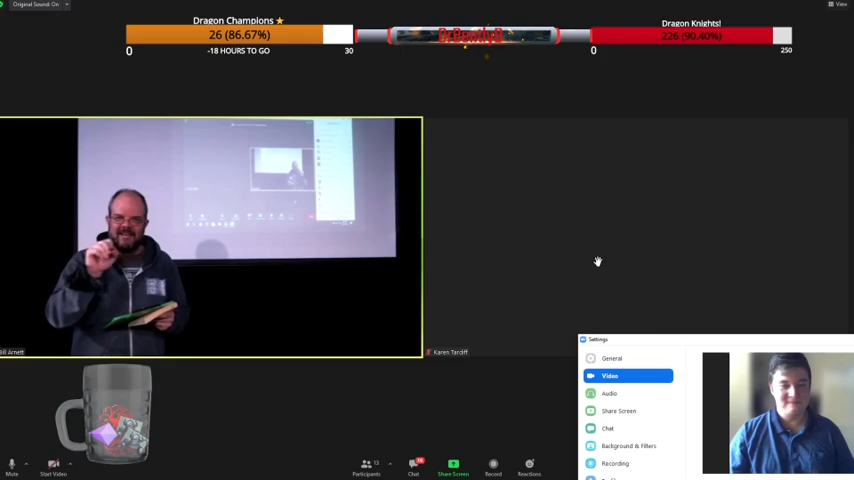 Original Sound: On
View
Dragon Champions
26 (86.67%)
0
-18 HOURS TO GO
30
Dragon Knights!
226 (90.40%)
0
250
Bill Arnett
Karen Tardiff
Settings
General
Video
Audio
Share Screen
Chat
Background & Filters
Recording
Mute
Start Video
Participants
13
Chat
Share Screen
Record
Reactions